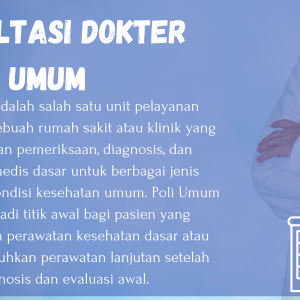 LTASI DOKTER
UMUM
dalah salah satu unit pelayanan
ebuah rumah sakit atau klinik yang
an pemeriksaan, diagnosis, dan
nedis dasar untuk berbagai jenis
ondisi kesehatan umum. Poli Umum
adi titik awal bagi pasien yang
n perawatan kesehatan dasar atau
uhkan perawatan lanjutan setelah
nosis dan evaluasi awal.